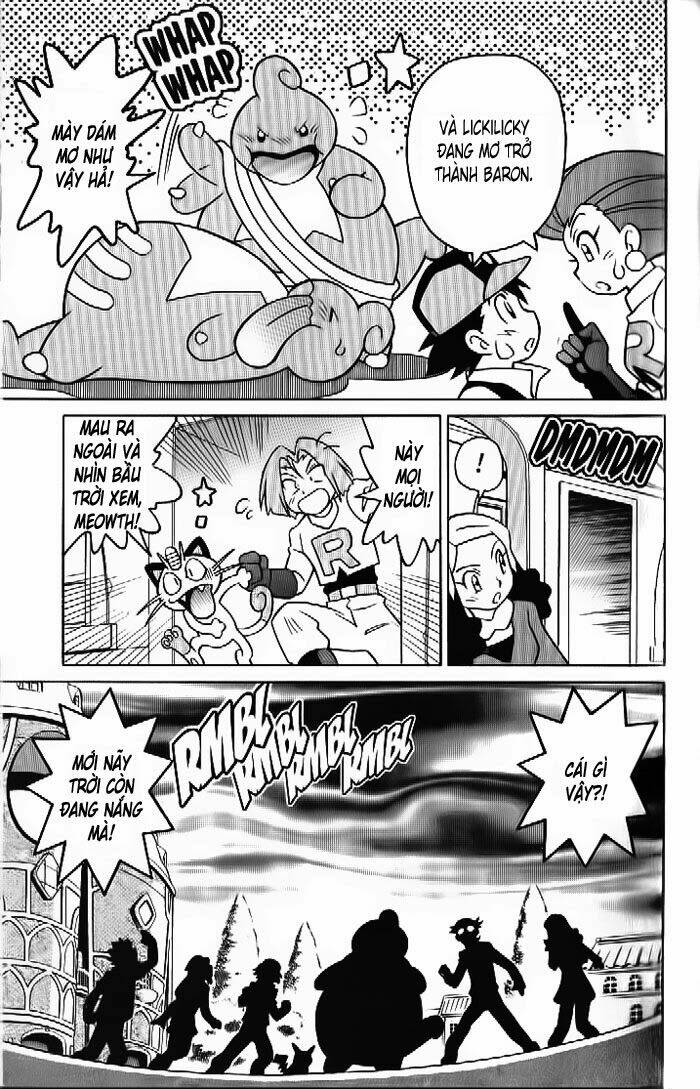 WHAP
WHAP
MÀY DÁM
MƠ NHƯ
VẬY HẢ!
VÀ LICKILICKY
ĐANG MƠ TRỞ
THÀNH BARON.
R
MAU RA
NGOÀI VÀ
NHÌN BẦU
TRỜI XEM,
MEOWTH!
NÀY
MỌI
NGƯỜI!
R
!
DMDMDM
RMBL
RMBL
RMBL
RMBL
MỚI NÃY
TRỜI CÒN
ĐANG NẮNG
MÀ!
CÁI GÌ
VẬY?!